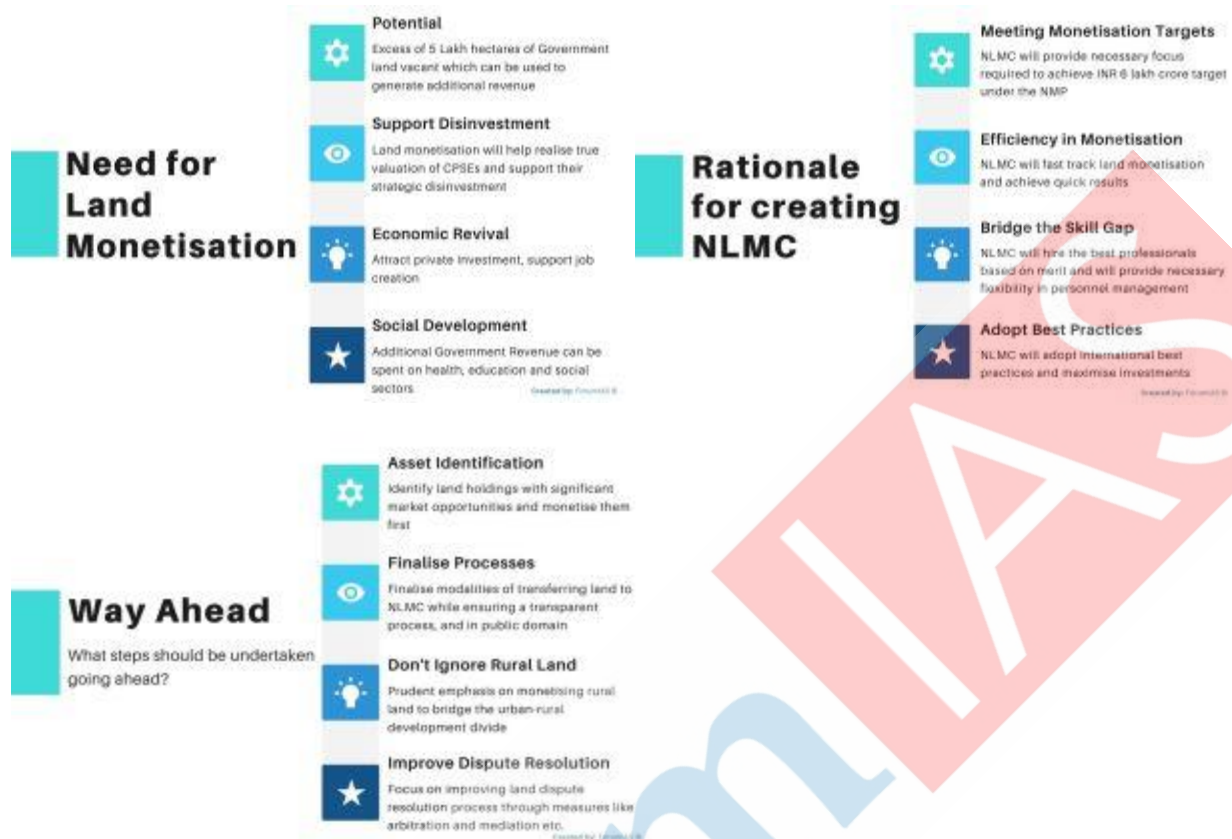 Need for
Land
Monetisation
Potential
Excess of 5 Lakh hectares of Government
land vacant which can be used to
generate additional revenue
Support Disinvestment
Land monetisation will help realise true
valuation of CPSEs and support their
strategic disinvestment
Economic Revival
Attract private investment, support job
creation
Social Development
Additional Government Revenue can be
spent on health, education and social
sectors
Created by:
Rationale
for creating
NLMC
Meeting Monetisation Targets
NLMC will provide necessary focus
required to achieve INR 6 lakh crore target
under the NMP
Efficiency in Monetisation
NLMC will fast track land monetisation
and achieve quick results
Bridge the Skill Gap
NLMC will hire the best professionals
based on merit and will provide necessary
flexibility in personnel management
Adopt Best Practices
NLMC will adopt international best
practices and maximise investments
Created by:
Way Ahead
What steps should be undertaken
going ahead?
Asset Identification
Identify land holdings with significant
market opportunities and monetise them
first
Finalise Processes
Finalise modalities of transferring land to
NLMC while ensuring a transparent
process, and in public domain
Don't Ignore Rural Land
Prudent emphasis on monetising rural
land to bridge the urban-rural
development divide
Improve Dispute Resolution
Focus on improving land dispute
resolution process through measures like
arbitration and mediation etc.
Created by:
mIAS